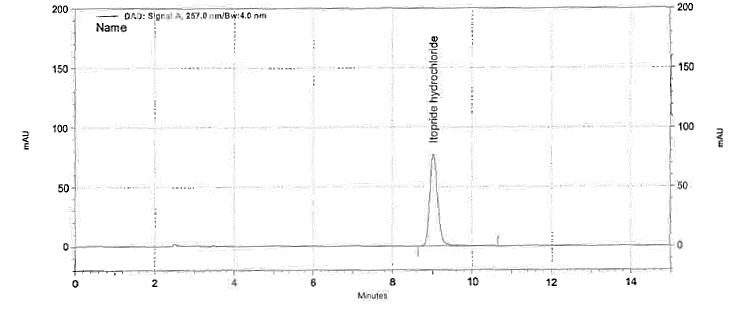 200
200
DAD: Signal A, 257.0 nm/Bw:4.0 nm
Name
Itopride hydrochloride
150
150
100
100
mAU
mAU
50
50
0
0
0 2 4 6 8 10 12 14
Minutes